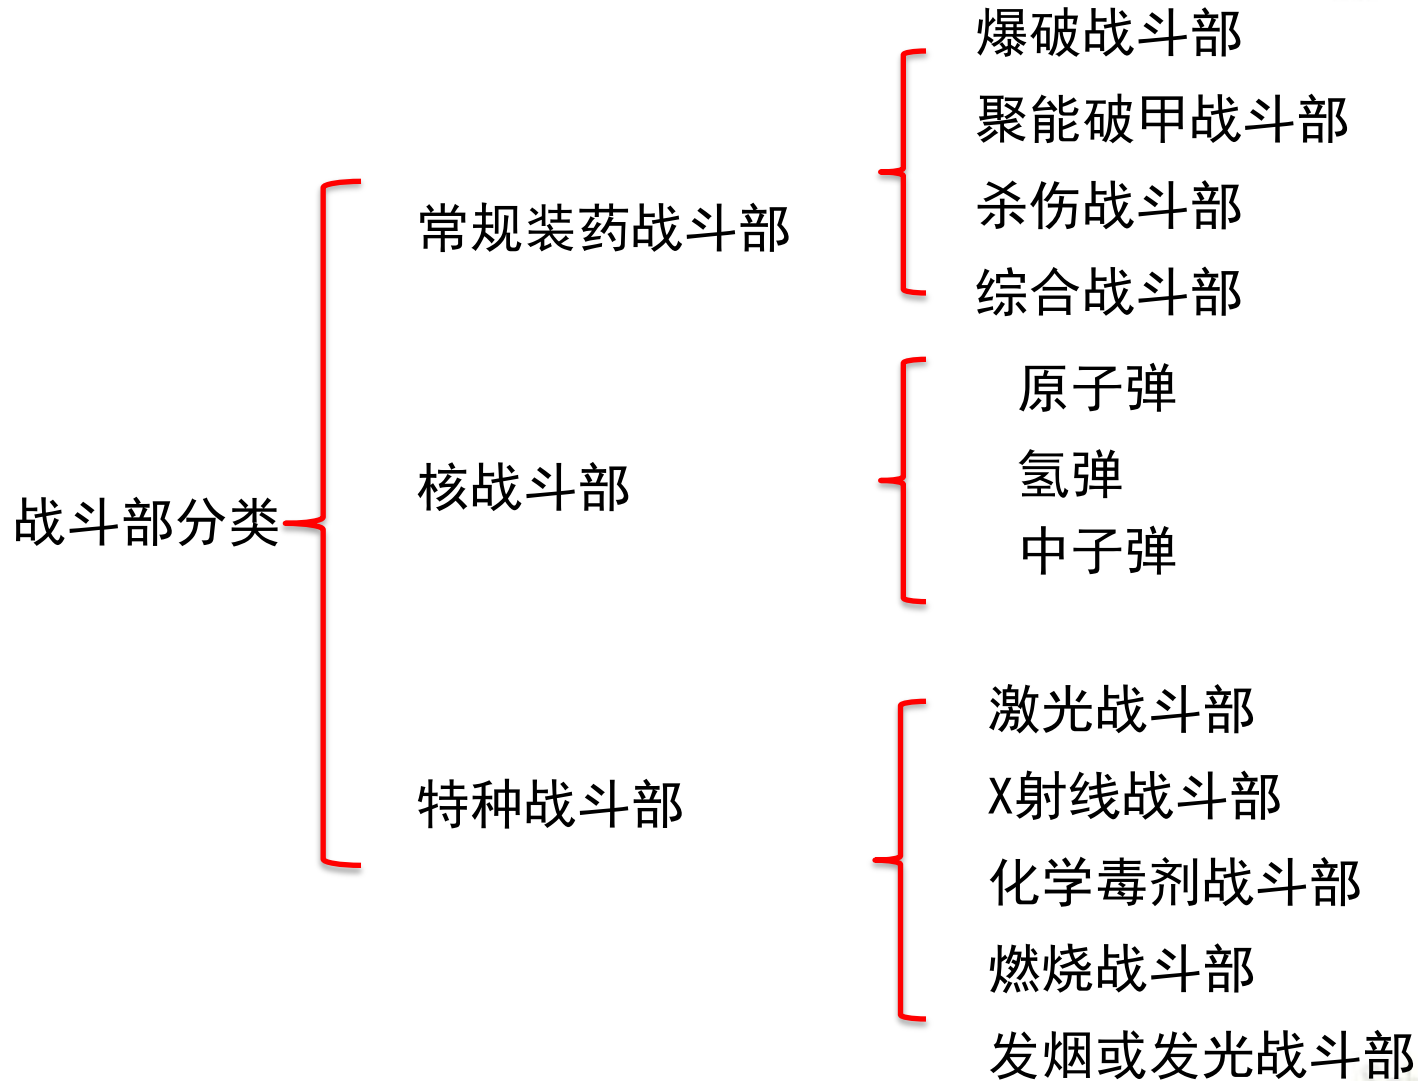 战斗部分类
常规装药战斗部
爆破战斗部
聚能破甲战斗部
杀伤战斗部
综合战斗部
核战斗部
原子弹
氢弹
中子弹
特种战斗部
激光战斗部
X射线战斗部
化学毒剂战斗部
燃烧战斗部
发烟或发光战斗部